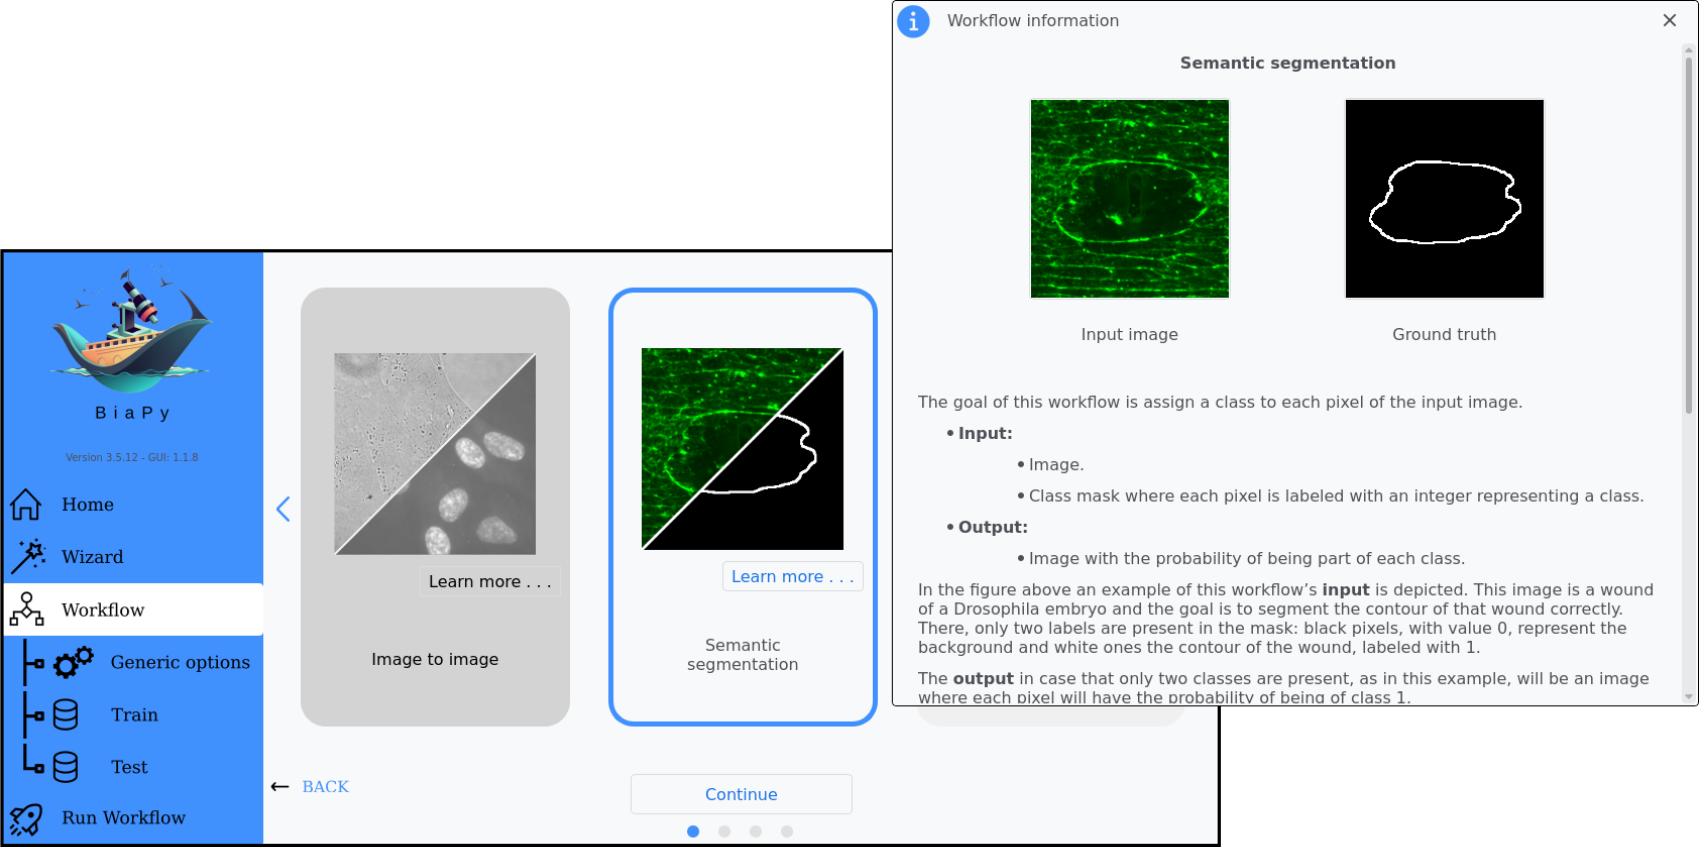 Workflow information
Semantic segmentation
Input image
Ground truth
The goal of this workflow is assign a class to each pixel of the input image.
• Input:
• Image.
• Class mask where each pixel is labeled with an integer representing a class.
• Output:
• Image with the probability of being part of each class.
In the figure above an example of this workflow’s input is depicted. This image is a wound
of a Drosophila embryo and the goal is to segment the contour of that wound correctly.
There, only two labels are present in the mask: black pixels, with value 0, represent the
background and white ones the contour of the wound, labeled with 1.
The output in case that only two classes are present, as in this example, will be an image
where each pixel will have the probability of being of class 1.
BiaPy
Version 3.5.12 - GUI: 1.1.8
Home
Wizard
Workflow
Generic options
Train
Test
Run Workflow
Learn more . . .
Image to image
Learn more . . .
Semantic
segmentation
← BACK
Continue